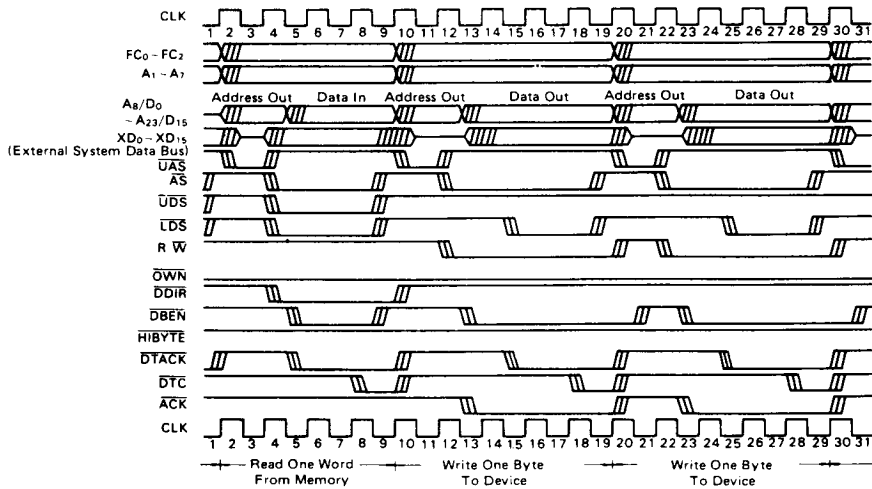 CLK
1 2 3 4 5 6 7 8 9 10 11 12 13 14 15 16 17 18 19 20 21 22 23 24 25 26 27 28 29 30 31
FC0 ~ FC2
A1 ~ A7
Address Out Data In Address Out Data Out Address Out Data Out
A8/D0
~ A23/D15
XD0 ~ XD15
(External System Data Bus)
UAS
AS
UDS
LDS
R W
OWN
DDIR
DBEN
HIBYTE
DTACK
DTC
ACK
CLK
1 2 3 4 5 6 7 8 9 10 11 12 13 14 15 16 17 18 19 20 21 22 23 24 25 26 27 28 29 30 31
Read One Word Write One Byte Write One Byte
From Memory To Device To Device